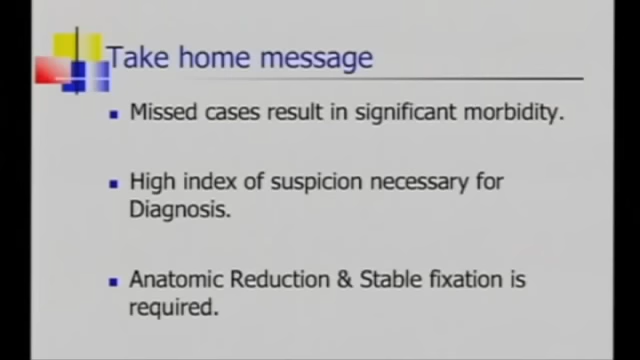 Take home message
Missed cases result in significant morbidity.
High index of suspicion necessary for
Diagnosis.
Anatomic Reduction & Stable fixation is
required.